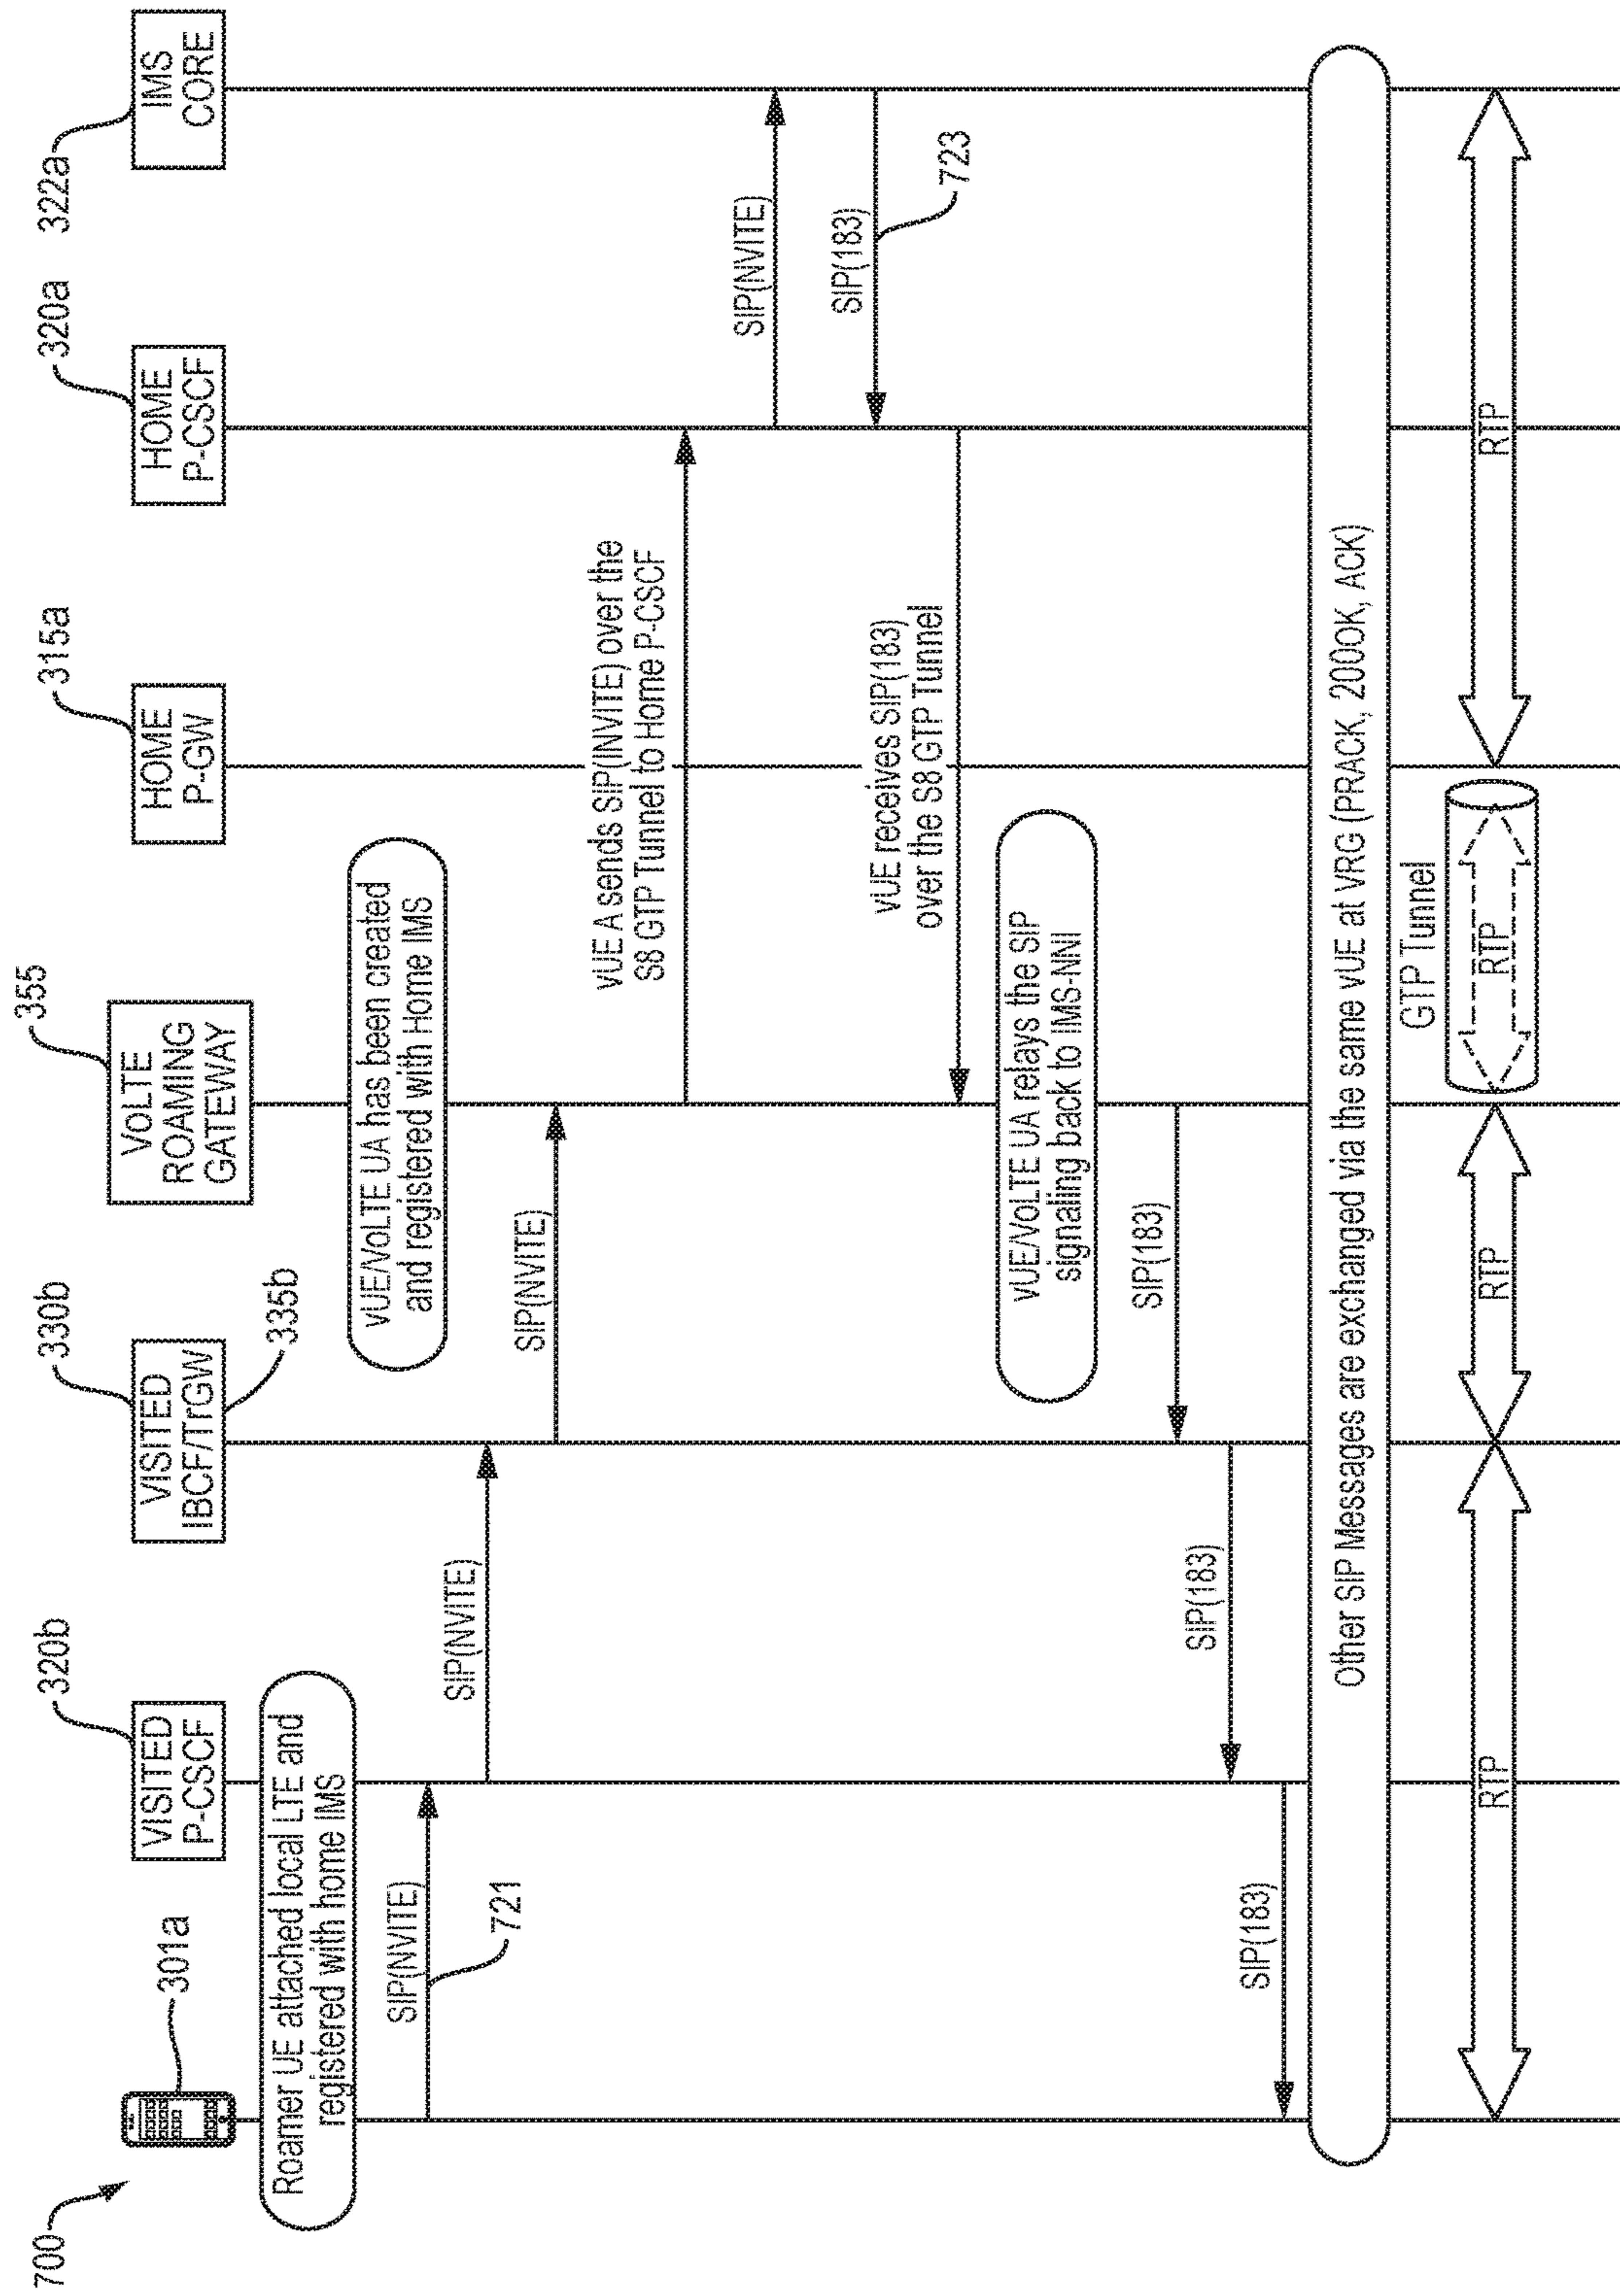 700
301a
320b
330b
355
315a
320a
322a
VISITED
P-CSCF
VISITED
IBCF/TrGW
335b
VoLTE
ROAMING
GATEWAY
HOME
P-GW
HOME
P-CSCF
IMS
CORE
Roamer UE attached local LTE and
registered with home IMS
vUE/VoLTE UA has been created
and registered with Home IMS
SIP(NVITE)
721
SIP(NVITE)
SIP(NVITE)
vUE A sends SIP(INVITE) over the
S8 GTP Tunnel to Home P-CSCF
SIP(NVITE)
SIP(183)
723
vUE receives SIP(183)
over the S8 GTP Tunnel
vUE/VoLTE UA relays the SIP
signaling back to IMS-NNI
SIP(183)
SIP(183)
SIP(183)
Other SIP Messages are exchanged via the same vUE at VRG (PRACK, 200OK, ACK)
GTP Tunnel
RTP
RTP
RTP
RTP